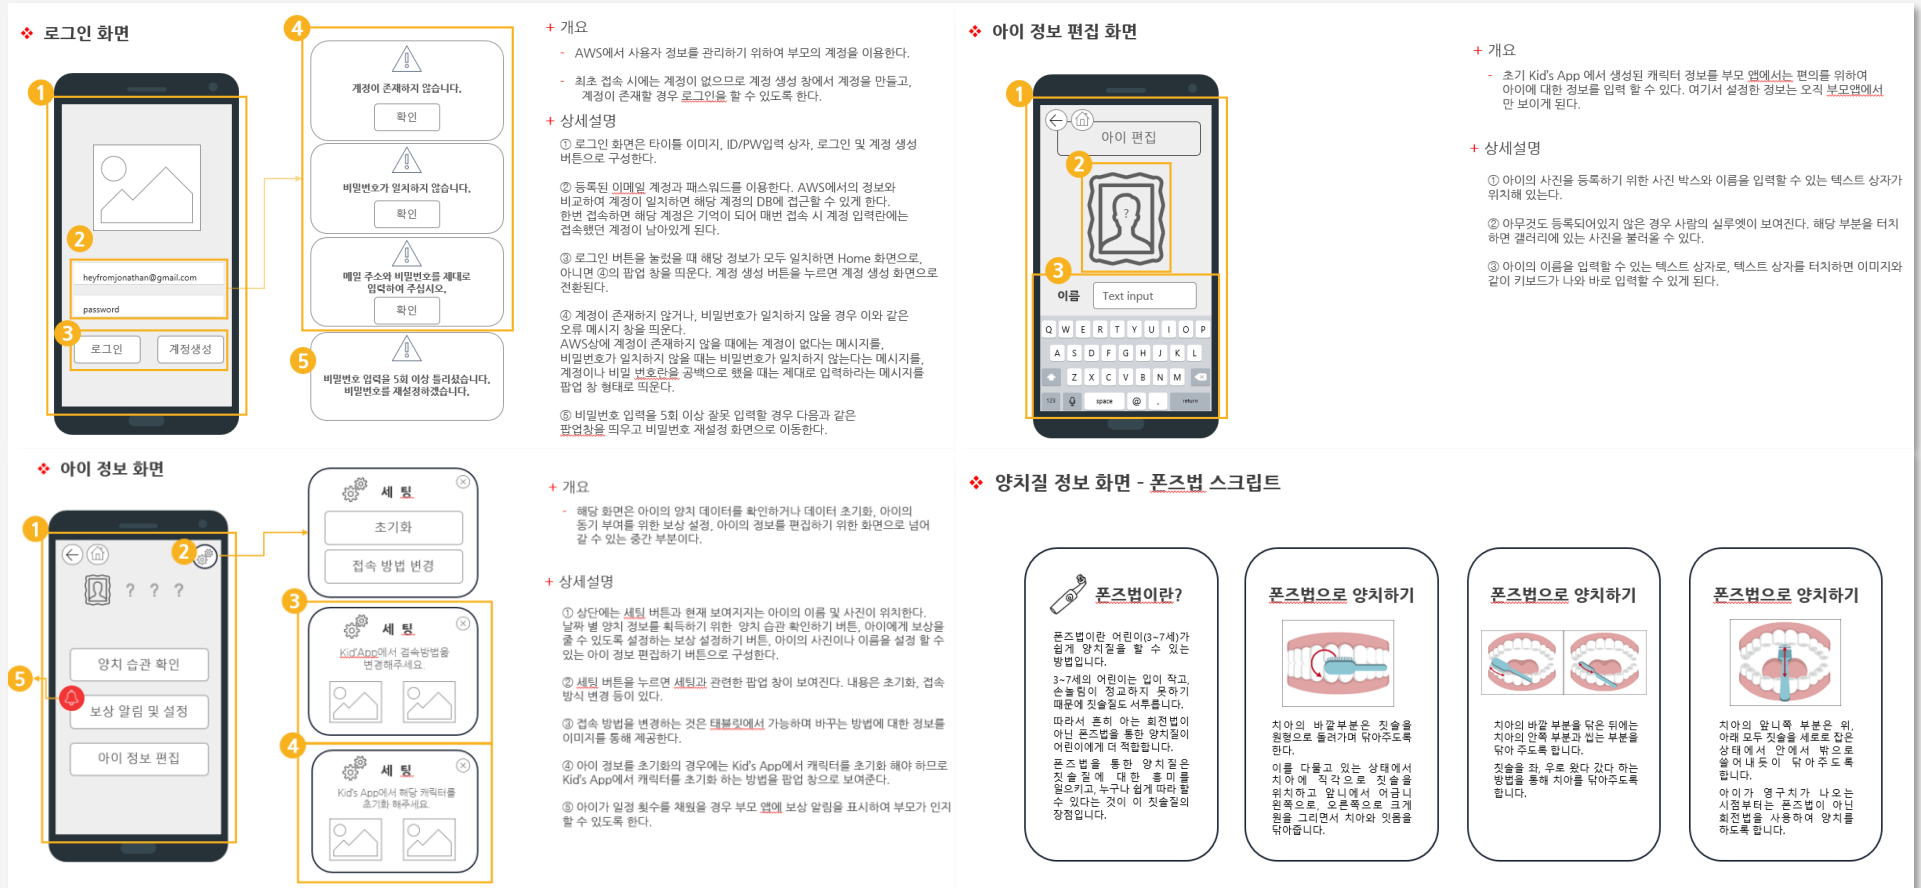 ❖ 로그인 화면
1
2
heyfromjonathan@gmail.com
password
3
로그인
계정생성
4
계정이 존재하지 않습니다.
확인
비밀번호가 일치하지 않습니다.
확인
메일 주소와 비밀번호를 제대로
입력하여 주십시오.
확인
5
비밀번호 입력을 5회 이상 틀리셨습니다.
비밀번호를 재설정하겠습니다.
+ 개요
- AWS에서 사용자 정보를 관리하기 위하여 부모의 계정을 이용한다.
- 최초 접속 시에는 계정이 없으므로 계정 생성 창에서 계정을 만들고,
계정이 존재할 경우 로그인을 할 수 있도록 한다.
+ 상세설명
① 로그인 화면은 타이틀 이미지, ID/PW입력 상자, 로그인 및 계정 생성
버튼으로 구성한다.
② 등록된 이메일 계정과 패스워드를 이용한다. AWS에서의 정보와
비교하여 계정이 일치하면 해당 계정의 DB에 접근할 수 있게 한다.
한번 접속하면 해당 계정은 기억이 되어 매번 접속 시 계정 입력란에는
접속했던 계정이 남아있게 된다.
③ 로그인 버튼을 눌렀을 때 해당 정보가 모두 일치하면 Home 화면으로,
아니면 ④의 팝업 창을 띄운다. 계정 생성 버튼을 누르면 계정 생성 화면으로
전환된다.
④ 계정이 존재하지 않거나, 비밀번호가 일치하지 않을 경우 이와 같은
오류 메시지 창을 띄운다.
AWS상에 계정이 존재하지 않을 때에는 계정이 없다는 메시지를,
비밀번호가 일치하지 않을 때는 비밀번호가 일치하지 않는다는 메시지를,
계정이나 비밀 번호란을 공백으로 했을 때는 제대로 입력하라는 메시지를
팝업 창 형태로 띄운다.
⑤ 비밀번호 입력을 5회 이상 잘못 입력할 경우 다음과 같은
팝업창을 띄우고 비밀번호 재설정 화면으로 이동한다.
❖ 아이 정보 편집 화면
1
아이 편집
2
?
3
이름
Text input
Q W E R T Y U I O P
A S D F G H J K L
Z X C V B N M
123 space @ . return
+ 개요
- 초기 Kid's App 에서 생성된 캐릭터 정보를 부모 앱에서는 편의를 위하여
아이에 대한 정보를 입력 할 수 있다. 여기서 설정한 정보는 오직 부모앱에서
만 보이게 된다.
+ 상세설명
① 아이의 사진을 등록하기 위한 사진 박스와 이름을 입력할 수 있는 텍스트 상자가
위치해 있는다.
② 아무것도 등록되어있지 않은 경우 사람의 실루엣이 보여진다. 해당 부분을 터치
하면 갤러리에 있는 사진을 불러올 수 있다.
③ 아이의 이름을 입력할 수 있는 텍스트 상자로, 텍스트 상자를 터치하면 이미지와
같이 키보드가 나와 바로 입력할 수 있게 된다.
❖ 아이 정보 화면
1
2
? ? ?
양치 습관 확인
5
보상 알림 및 설정
아이 정보 편집
세 팅
초기화
접속 방법 변경
3
세 팅
Kid'App에서 접속방법을
변경해주세요.
4
세 팅
Kid's App에서 해당 캐릭터를
초기화 해주세요.
+ 개요
- 해당 화면은 아이의 양치 데이터를 확인하거나 데이터 초기화, 아이의
동기 부여를 위한 보상 설정, 아이의 정보를 편집하기 위한 화면으로 넘어
갈 수 있는 중간 부분이다.
+ 상세설명
① 상단에는 세팅 버튼과 현재 보여지지는 아이의 이름 및 사진이 위치한다.
날짜 별 양치 정보를 획득하기 위한 양치 습관 확인하기 버튼, 아이에게 보상을
줄 수 있도록 설정하는 보상 설정하기 버튼, 아이의 사진이나 이름을 설정 할 수
있는 아이 정보 편집하기 버튼으로 구성한다.
② 세팅 버튼을 누르면 세팅과 관련한 팝업 창이 보여진다. 내용은 초기화, 접속
방식 변경 등이 있다.
③ 접속 방법을 변경하는 것은 태블릿에서 가능하며 바꾸는 방법에 대한 정보를
이미지를 통해 제공한다.
④ 아이 정보를 초기화의 경우에는 Kid's App에서 캐릭터를 초기화 해야 하므로
Kid's App에서 캐릭터를 초기화 하는 방법을 팝업 창으로 보여준다.
⑤ 아이가 일정 횟수를 채웠을 경우 부모 앱에 보상 알림을 표시하여 부모가 인지
할 수 있도록 한다.
❖ 양치질 정보 화면 - 폰즈법 스크립트
폰즈법이란?
폰즈법이란 어린이(3~7세)가
쉽게 양치질을 할 수 있는
방법입니다.
3~7세의 어린이는 입이 작고,
손놀림이 정교하지 못하기
때문에 칫솔질도 서투릅니다.
따라서 흔히 아는 회전법이
아닌 폰즈법을 통한 양치질이
어린이에게 더 적합합니다.
폰즈법을 통한 양치질은
칫솔질에 대한 흥미를
일으키고, 누구나 쉽게 따라 할
수 있다는 것이 이 칫솔질의
장점입니다.
폰즈법으로 양치하기
치아의 바깥부분은 칫솔을
원형으로 돌려가며 닦아주도록
한다.
이를 다물고 있는 상태에서
치아에 직각으로 칫솔을
위치하고 앞니에서 어금니
왼쪽으로, 오른쪽으로 크게
원을 그리면서 치아와 잇몸을
닦아줍니다.
폰즈법으로 양치하기
치아의 바깥 부분을 닦은 뒤에는
치아의 안쪽 부분과 씹는 부분을
닦아 주도록 합니다.
칫솔을 좌, 우로 왔다 갔다 하는
방법을 통해 치아를 닦아주도록
합니다.
폰즈법으로 양치하기
치아의 앞니쪽 부분은 위,
아래 모두 칫솔을 세로로 잡은
상태에서 안에서 밖으로
쓸어내듯이 닦아주도록
합니다.
아이가 영구치가 나오는
시점부터는 폰즈법이 아닌
회전법을 사용하여 양치를
하도록 합니다.